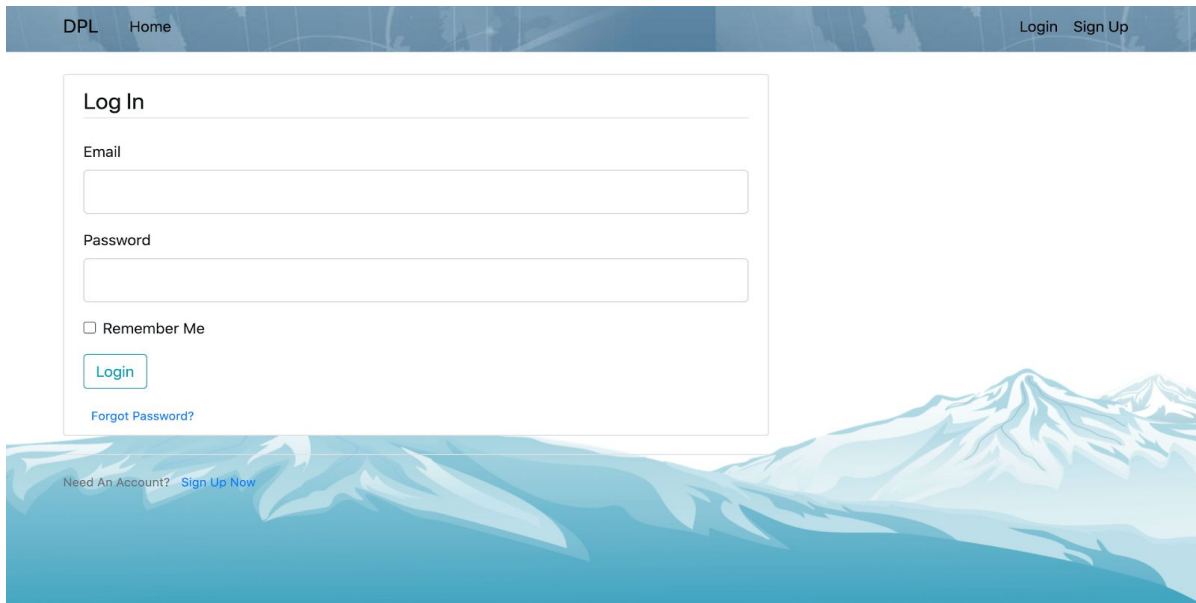 DPL Home Login Sign Up
Log In
Email
Password
Remember Me
Login
Forgot Password?
Need An Account? Sign Up Now